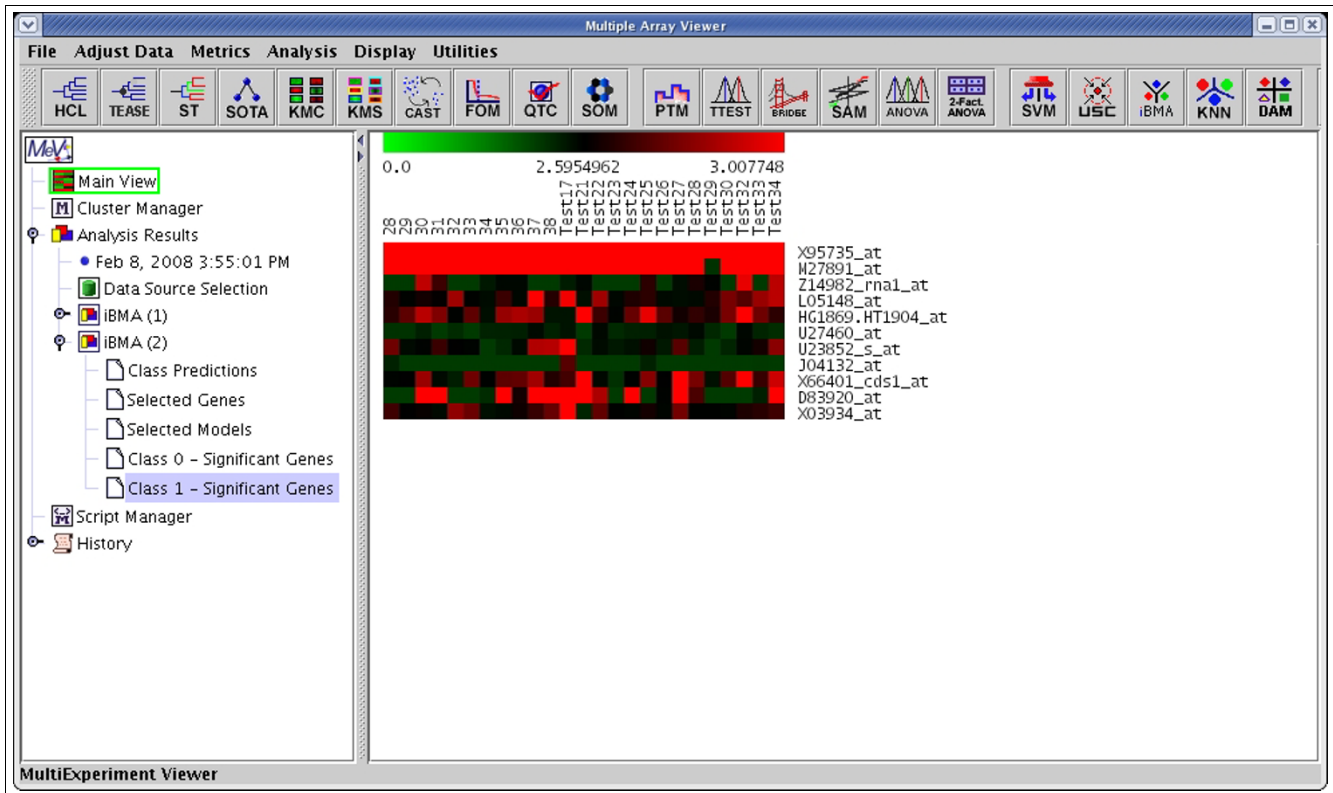 Multiple Array Viewer
File Adjust Data Metrics Analysis Display Utilities
HCL TEASE ST SOTA KMC KMS CAST FOM QTC SOM PTM TTEST BRIDGE SAM ANOVA 2-Fact. ANOVA SVM USC iBMA KNN DAM
MeV
Main View
Cluster Manager
Analysis Results
Feb 8, 2008 3:55:01 PM
Data Source Selection
iBMA (1)
iBMA (2)
Class Predictions
Selected Genes
Selected Models
Class 0 – Significant Genes
Class 1 – Significant Genes
Script Manager
History
0.0 2.5954962 3.007748
28
29
30
31
32
33
34
35
36
37
38
Test17
Test21
Test22
Test23
Test24
Test25
Test26
Test27
Test28
Test29
Test30
Test32
Test33
Test34
X95735_at
M27891_at
Z14982_rna1_at
L05148_at
HG1869.HT1904_at
U27460_at
U23852_s_at
J04132_at
X66401_cds1_at
D83920_at
X03934_at
MultiExperiment Viewer